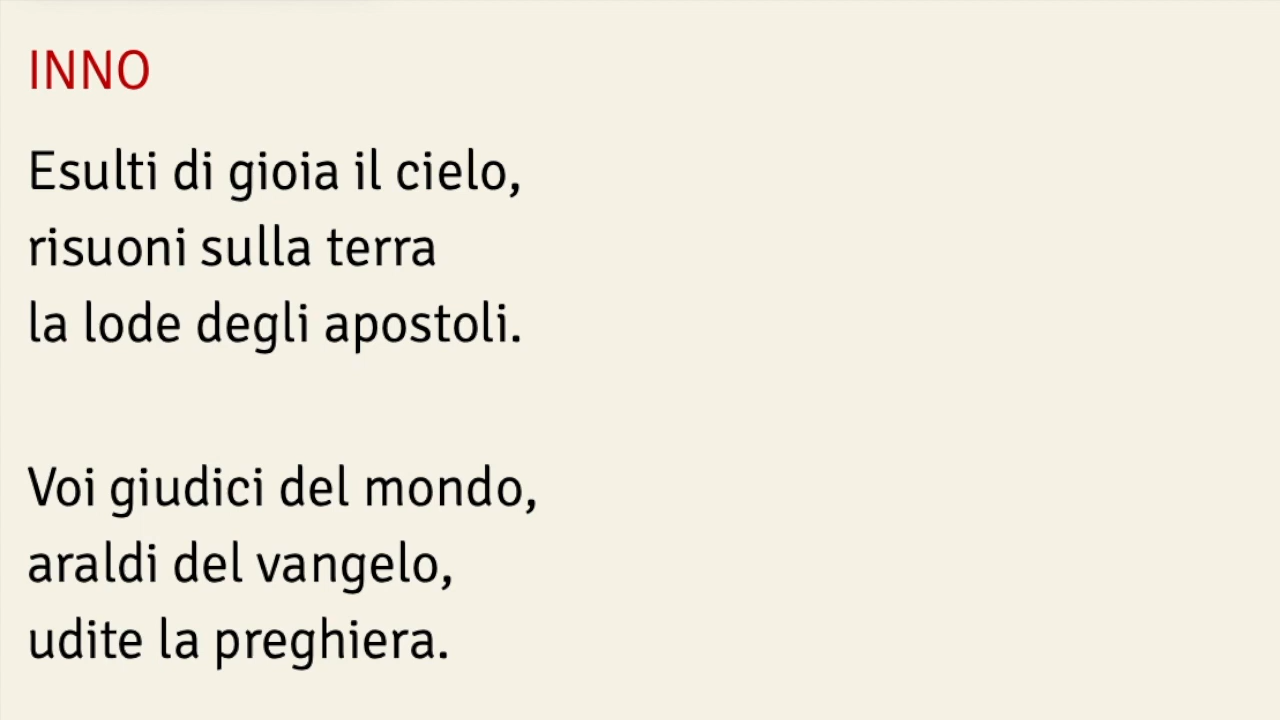 INNO
Esulti di gioia il cielo,
risuoni sulla terra
la lode degli apostoli.
Voi giudici del mondo,
araldi del vangelo,
udite la preghiera.